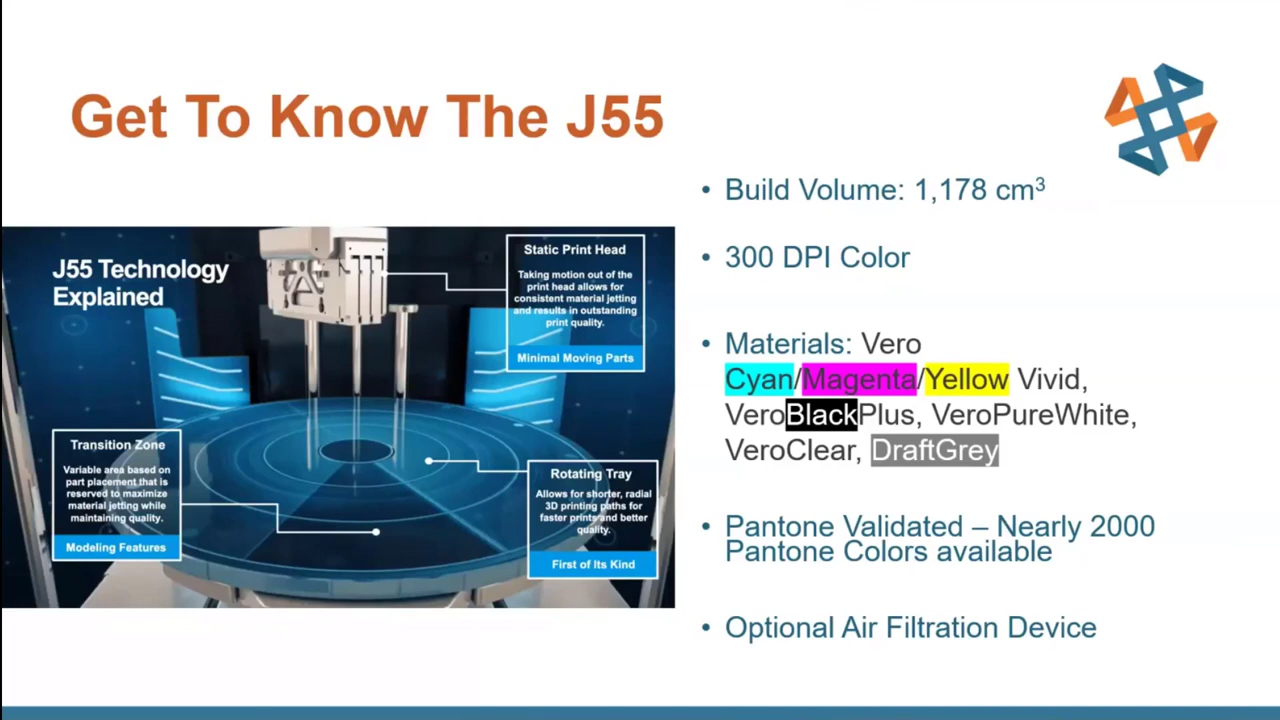 Get To Know The J55
J55 Technology
Explained
Static Print Head
Taking motion out of the
print head allows for
consistent material jetting
and results in outstanding
print quality.
Minimal Moving Parts
Transition Zone
Variable area based on
part placement that is
reserved to maximize
material jetting while
maintaining quality.
Modeling Features
Rotating Tray
Allows for shorter, radial
3D printing paths for
faster prints and better
quality.
First of Its Kind
• Build Volume: 1,178 cm³
• 300 DPI Color
• Materials: Vero
Cyan/Magenta/Yellow Vivid,
VeroBlackPlus, VeroPureWhite,
VeroClear, DraftGrey
• Pantone Validated – Nearly 2000
Pantone Colors available
• Optional Air Filtration Device